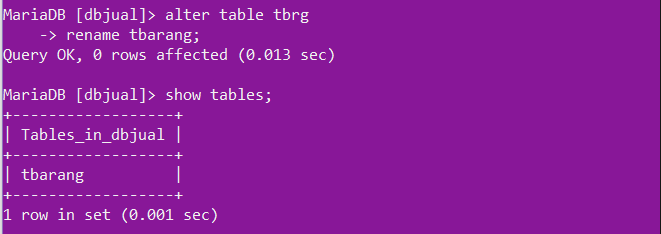 MariaDB [dbjual]> alter table tbrg
    -> rename tbarang;
Query OK, 0 rows affected (0.013 sec)

MariaDB [dbjual]> show tables;
+------------------+
| Tables_in_dbjual |
+------------------+
| tbarang          |
+------------------+
1 row in set (0.001 sec)